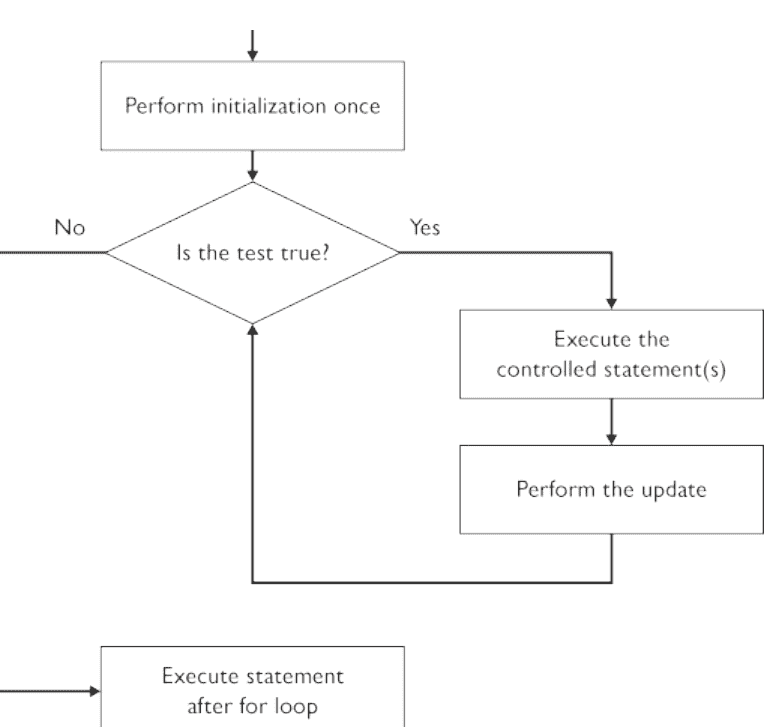 Perform initialization once
No
Yes
Is the test true?
Execute the
controlled statement(s)
Perform the update
Execute statement
after for loop